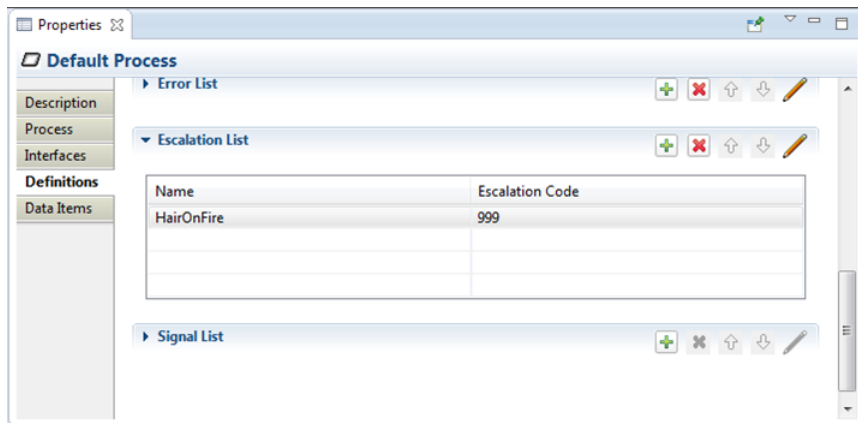 Properties
Default Process
Error List
Description
Process
Escalation List
Interfaces
Definitions
Name Escalation Code
Data Items
HairOnFire 999
Signal List